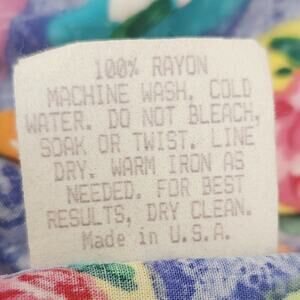 100% RAYON
MACHINE WASH. COLD
WATER. DO NOT BLEACH,
SOAK OR TWIST. LINE
DRY. WARM IRON AS
NEEDED. FOR BEST
RESULTS, DRY CLEAN.
Made in U.S.A.